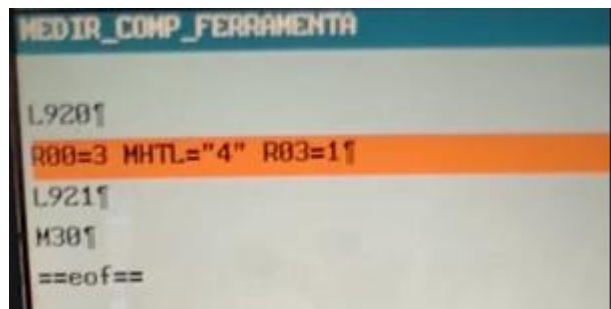 MEDIR_COMP_FERRAMENTA
L920¶
R00=3 MHTL="4" R03=1¶
L921¶
M30¶
==eof==